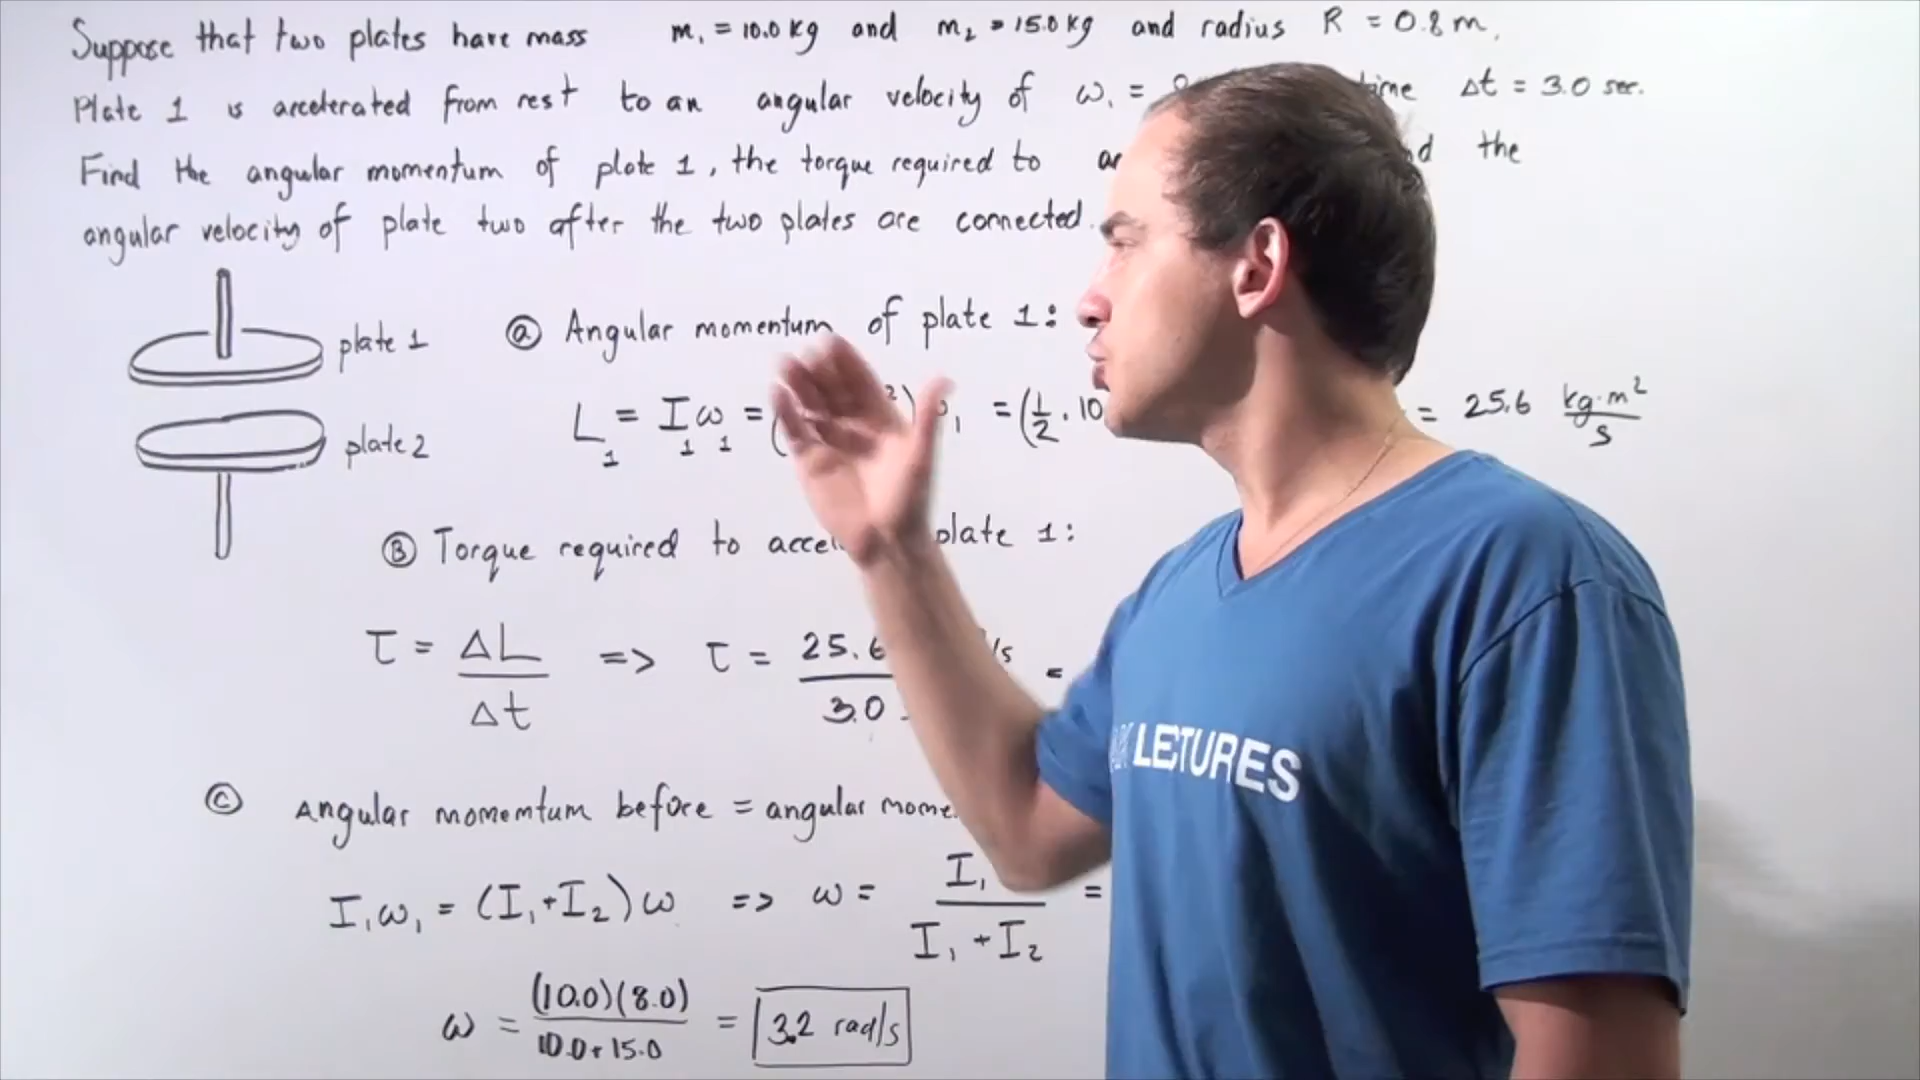 Suppose that two plates have mass m₁ = 10.0 kg and m₂ = 15.0 kg and radius R = 0.8 m.
Plate 1 is accelerated from rest to an angular velocity of ω₁ = time Δt = 3.0 sec.
Find the angular momentum of plate 1, the torque required to the
angular velocity of plate two after the two plates are connected.
plate 1
plate 2
Ⓐ Angular momentum of plate 1:
L₁ = I₁ω₁ = ( ²) ₁ = (1/2 · 10 = 25.6 kg·m²/s
Ⓑ Torque required to plate 1:
τ = ΔL/Δt => τ = 25.6 /s / 3.0 =
Ⓒ Angular momentum before = angular
I₁ω₁ = (I₁+I₂)ω => ω = I₁ / I₁ + I₂ =
ω = (10.0)(8.0) / 10.0 + 15.0 = 3.2 rad/s
LECTURES